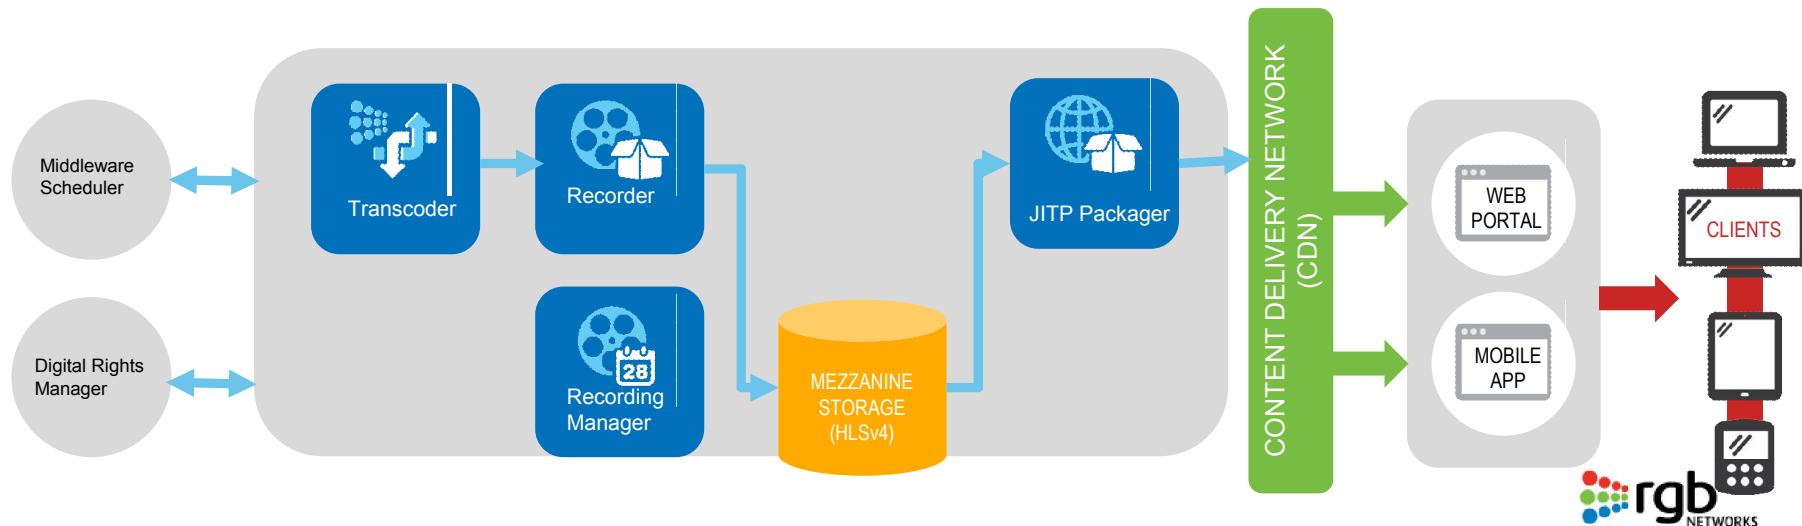 Middleware
Scheduler
Digital Rights
Manager
Transcoder
Recorder
28
Recording
Manager
MEZZANINE
STORAGE
(HLSv4)
JITP Packager
CONTENT DELIVERY NETWORK
(CDN)
WEB
PORTAL
MOBILE
APP
CLIENTS
rgb
NETWORKS